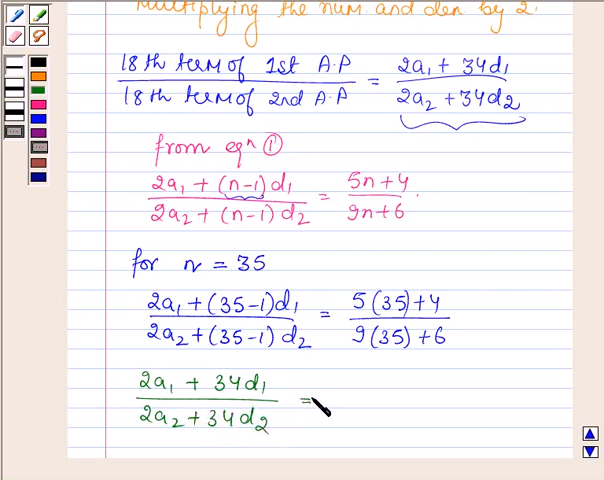 Multiplying the num. and den by 2.
18th term of 1st A.P / 18th term of 2nd A.P = 2a₁ + 34d₁ / 2a₂ + 34d₂
from eqⁿ ①
2a₁ + (n-1)d₁ / 2a₂ + (n-1)d₂ = 5n+4 / 9n+6.
for n = 35
2a₁+(35-1)d₁ / 2a₂+(35-1)d₂ = 5(35)+4 / 9(35)+6
2a₁ + 34d₁ / 2a₂ + 34d₂ =